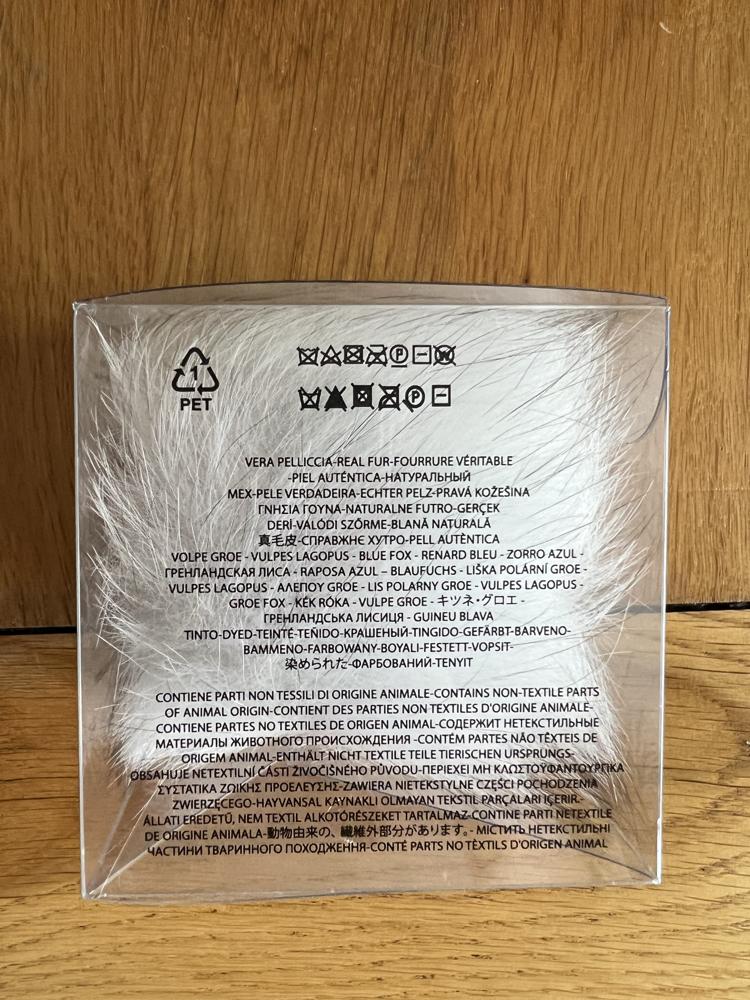 1
PET
VERA PELLICCIA-REAL FUR-FOURRURE VÉRITABLE
-PIEL AUTÉNTICA-НАТУРАЛЬНЫЙ
МЕХ-PELE VERDADEIRA-ECHTER PELZ-PRAVÁ KOŽEŠINA
ΓΝΗΣΙΑ ΓΟΥΝΑ-NATURALNE FUTRO-GERÇEK
DERİ-VALÓDI SZŐRME-BLANĂ NATURALĂ
真毛皮-СПРАВЖНЄ ХУТРО-PELL AUTÈNTICA
VOLPE GROE - VULPES LAGOPUS - BLUE FOX - RENARD BLEU - ZORRO AZUL -
ГРЕНЛАНДСКАЯ ЛИСА - RAPOSA AZUL – BLAUFUCHS - LIŠKA POLÁRNÍ GROE -
VULPES LAGOPUS - ΑΛΕΠΟΥ GROE - LIS POLARNY GROE - VULPES LAGOPUS -
GROE FOX - KÉK RÓKA - VULPE GROE - キツネ・グロエ -
ГРЕНЛАНДСЬКА ЛИСИЦЯ - GUINEU BLAVA
TINTO-DYED-TEINTÉ-TEÑIDO-КРАШЕНЫЙ-TINGIDO-GEFÄRBT-BARVENO-
ΒΑΜΜΕΝΟ-FARBOWANY-BOYALI-FESTETT-VOPSIT-
染められた-ФАРБОВАНИЙ-TENYIT
CONTIENE PARTI NON TESSILI DI ORIGINE ANIMALE-CONTAINS NON-TEXTILE PARTS
OF ANIMAL ORIGIN-CONTIENT DES PARTIES NON TEXTILES D'ORIGINE ANIMALE-
CONTIENE PARTES NO TEXTILES DE ORIGEN ANIMAL-СОДЕРЖИТ НЕТЕКСТИЛЬНЫЕ
МАТЕРИАЛЫ ЖИВОТНОГО ПРОИСХОЖДЕНИЯ -CONTÉM PARTES NÃO TÊXTEIS DE
ORIGEM ANIMAL-ENTHÄLT NICHT TEXTILE TEILE TIERISCHEN URSPRUNGS-
OBSAHUJE NETEXTILNÍ ČÁSTI ŽIVOČIŠNÉHO PŮVODU-ΠΕΡΙΕΧΕΙ ΜΗ ΚΛΩΣΤΟΫΦΑΝΤΟΥΡΓΙΚΑ
ΣΥΣΤΑΤΙΚΑ ΖΩΙΚΗΣ ΠΡΟΕΛΕΥΣΗΣ-ZAWIERA NIETEKSTYLNE CZĘŚCI POCHODZENIA
ZWIERZĘCEGO-HAYVANSAL KAYNAKLI OLMAYAN TEKSTIL PARÇALARI IÇERIR.-
ÁLLATI EREDETŰ, NEM TEXTIL ALKOTÓRÉSZEKET TARTALMAZ-CONTINE PARTI NETEXTILE
DE ORIGINE ANIMALA-動物由来の、繊維外部分があります。- МІСТИТЬ НЕТЕКСТИЛЬНІ
ЧАСТИНИ ТВАРИННОГО ПОХОДЖЕННЯ-CONTÉ PARTS NO TÈXTILS D'ORIGEN ANIMAL